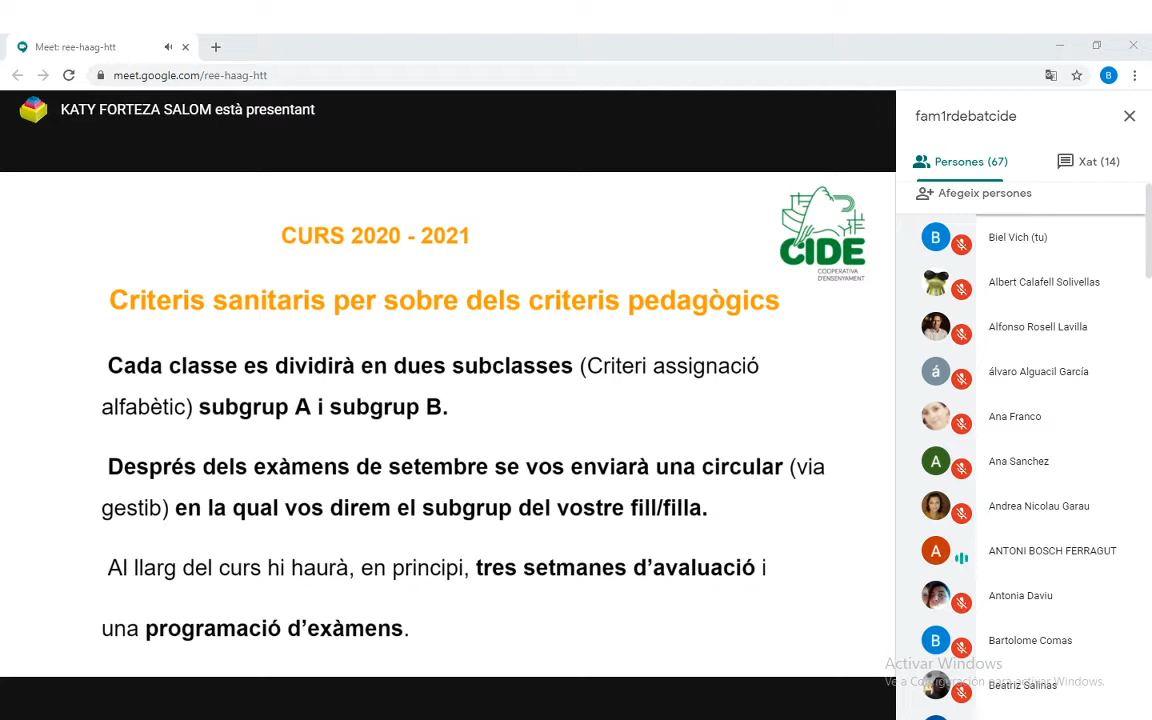 Meet: ree-haag-htt
meet.google.com/ree-haag-htt
B
KATY FORTEZA SALOM està presentant
CURS 2020 - 2021
CIDE
COOPERATIVA
D'ENSENYAMENT
Criteris sanitaris per sobre dels criteris pedagògics
Cada classe es dividirà en dues subclasses (Criteri assignació
alfabètic) subgrup A i subgrup B.
Després dels exàmens de setembre se vos enviarà una circular (via
gestib) en la qual vos direm el subgrup del vostre fill/filla.
Al llarg del curs hi haurà, en principi, tres setmanes d'avaluació i
una programació d'exàmens.
fam1rdebatcide
Persones (67)
Xat (14)
Afegeix persones
B Biel Vich (tu)
Albert Calafell Solivellas
Alfonso Rosell Lavilla
á álvaro Alguacil García
Ana Franco
A Ana Sanchez
Andrea Nicolau Garau
A ANTONI BOSCH FERRAGUT
Antonia Daviu
B Bartolome Comas
Beatriz Salinas
Activar Windows
Ve a Configuración para activar Windows.